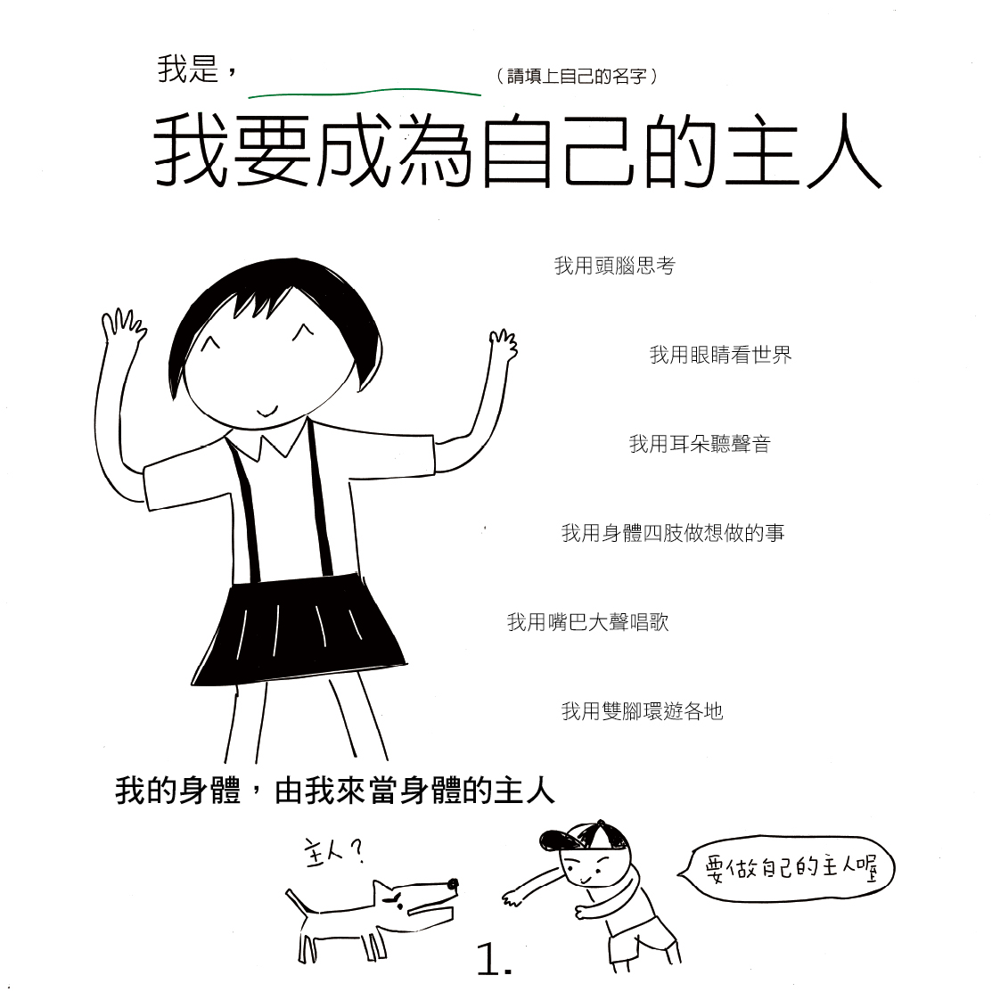 我是，（請填上自己的名字）
我要成為自己的主人
我用頭腦思考
我用眼睛看世界
我用耳朵聽聲音
我用身體四肢做想做的事
我用嘴巴大聲唱歌
我用雙腳環遊各地
我的身體，由我來當身體的主人
主人？
要做自己的主人喔
1.